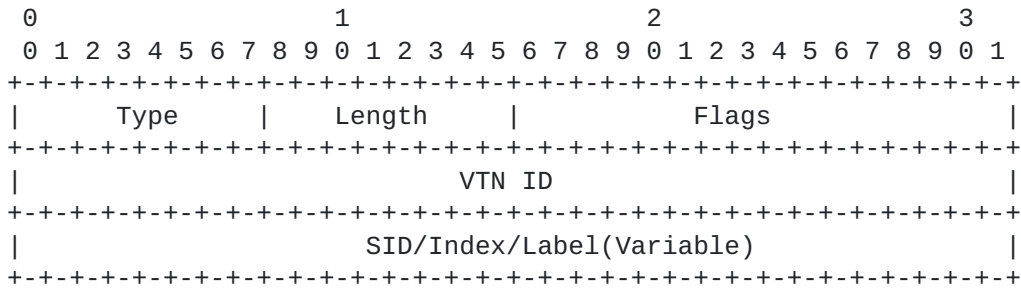 0                   1                   2                   3
 0 1 2 3 4 5 6 7 8 9 0 1 2 3 4 5 6 7 8 9 0 1 2 3 4 5 6 7 8 9 0 1
+-+-+-+-+-+-+-+-+-+-+-+-+-+-+-+-+-+-+-+-+-+-+-+-+-+-+-+-+-+-+-+-+
|      Type     |    Length     |           Flags               |
+-+-+-+-+-+-+-+-+-+-+-+-+-+-+-+-+-+-+-+-+-+-+-+-+-+-+-+-+-+-+-+-+
|                            VTN ID                             |
+-+-+-+-+-+-+-+-+-+-+-+-+-+-+-+-+-+-+-+-+-+-+-+-+-+-+-+-+-+-+-+-+
|                      SID/Index/Label(Variable)                |
+-+-+-+-+-+-+-+-+-+-+-+-+-+-+-+-+-+-+-+-+-+-+-+-+-+-+-+-+-+-+-+-+